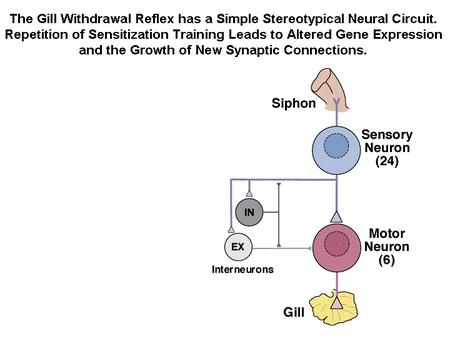 The Gill Withdrawal Reflex has a Simple Stereotypical Neural Circuit.
Repetition of Sensitization Training Leads to Altered Gene Expression
and the Growth of New Synaptic Connections.
Siphon
Sensory
Neuron
(24)
IN
EX
Interneurons
Motor
Neuron
(6)
Gill